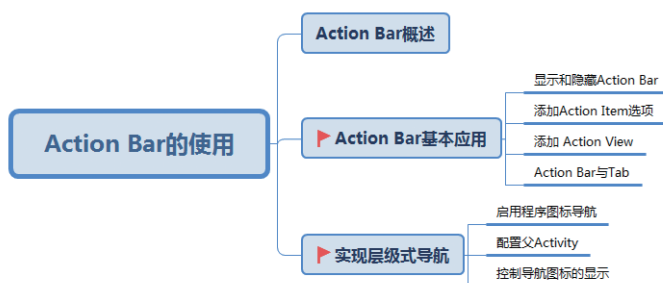 Action Bar的使用
Action Bar概述
Action Bar基本应用
显示和隐藏Action Bar
添加Action Item选项
添加 Action View
Action Bar与Tab
实现层级式导航
启用程序图标导航
配置父Activity
控制导航图标的显示